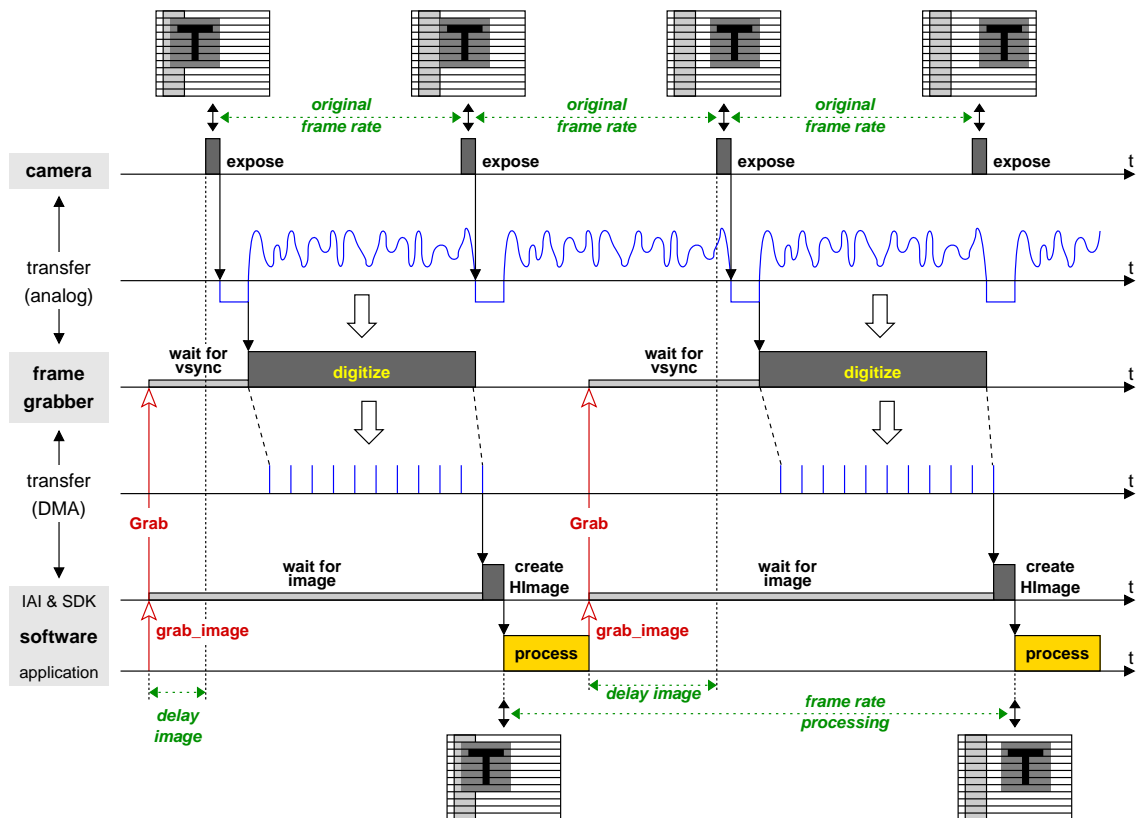 T
T
T
T
original
frame rate
original
frame rate
original
frame rate
camera
expose
expose
expose
expose
t
transfer
(analog)
t
frame
grabber
wait for
vsync
digitize
wait for
vsync
digitize
t
transfer
(DMA)
t
Grab
Grab
IAI & SDK
software
application
wait for
image
create
HImage
wait for
image
create
HImage
t
grab_image
process
grab_image
process
t
delay
image
delay image
frame rate
processing
T
T